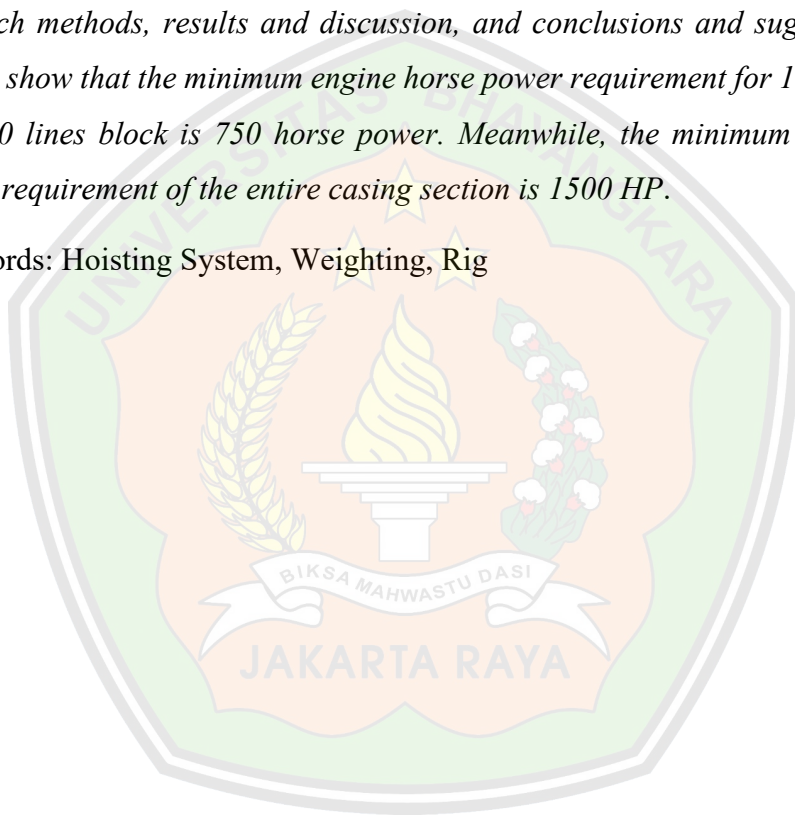 ch methods, results and discussion, and conclusions and sug
show that the minimum engine horse power requirement for 1
0 lines block is 750 horse power. Meanwhile, the minimum
requirement of the entire casing section is 1500 HP.
ords: Hoisting System, Weighting, Rig
UNIVERSITAS BHAYANGKARA
BIKSA MAHWASTU DASI
JAKARTA RAYA